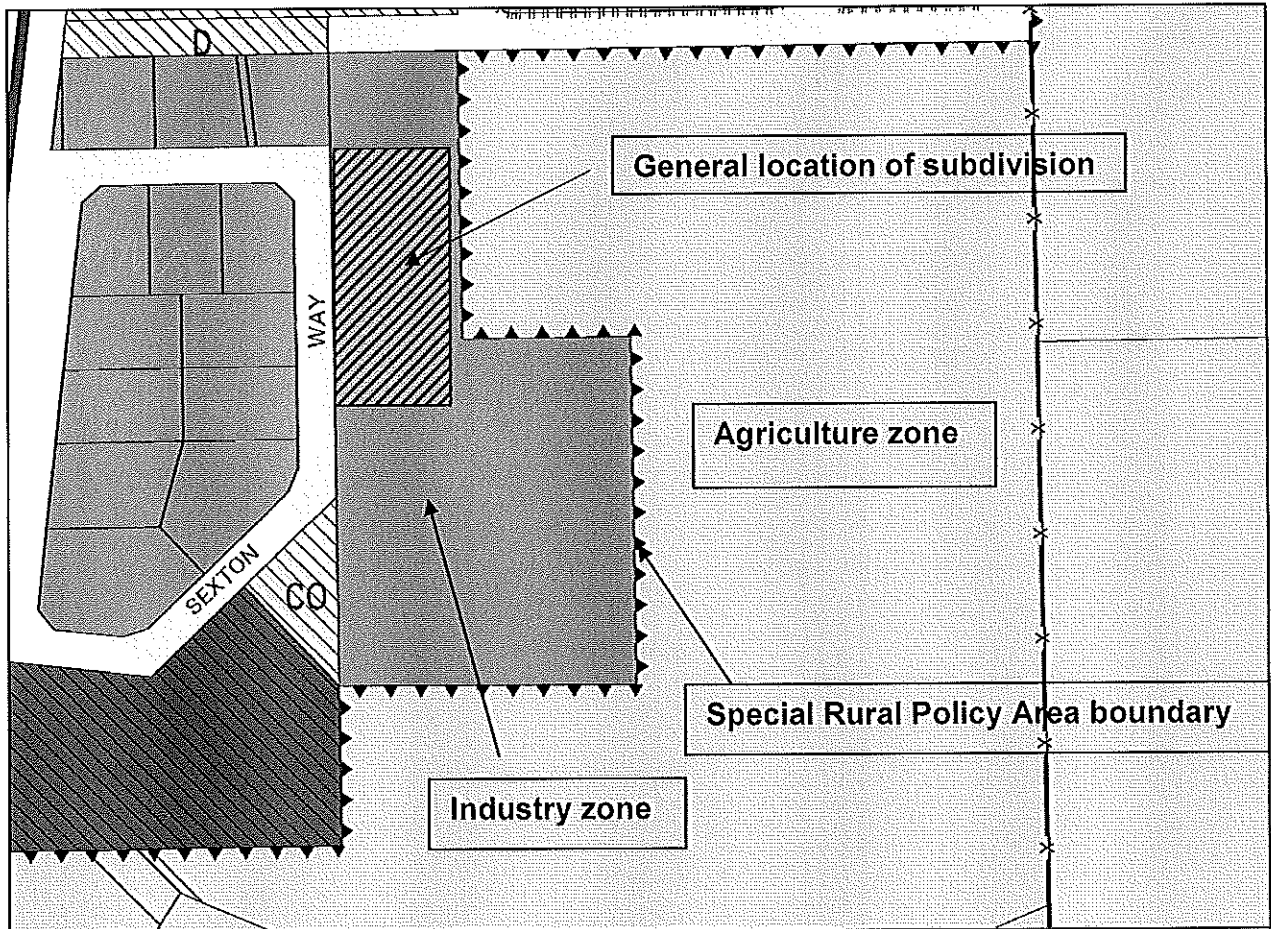 D
General location of subdivision
WAY
Agriculture zone
SEXTON
CO
Special Rural Policy Area boundary
Industry zone